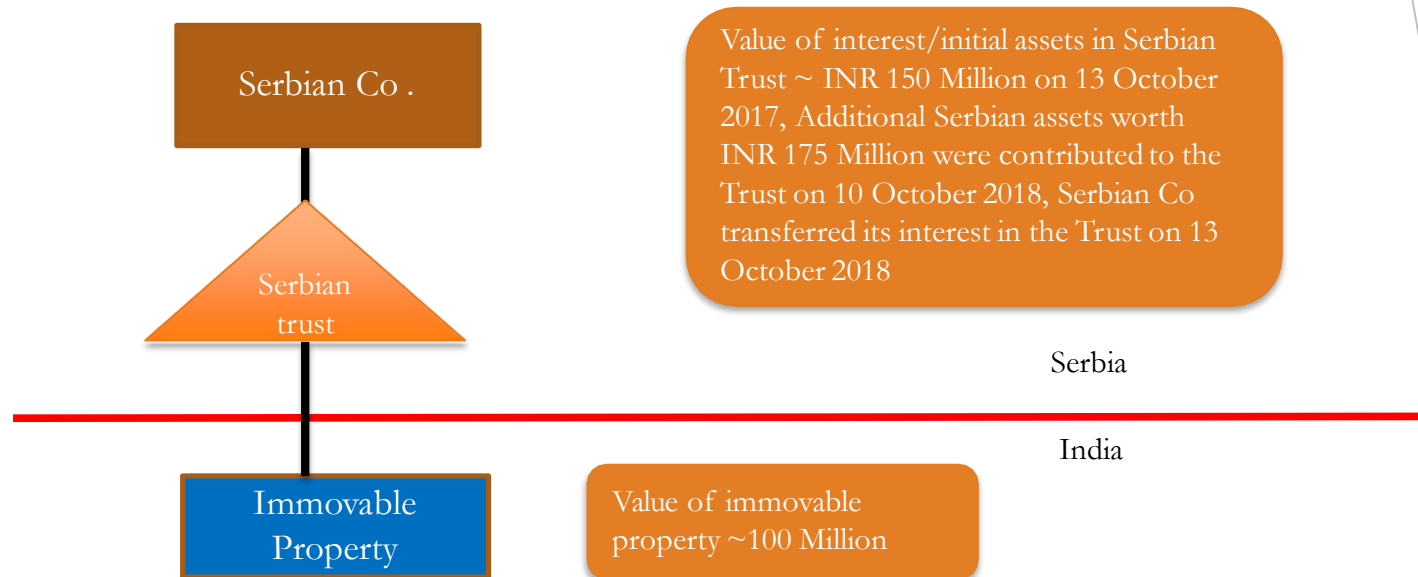 Serbian Co .
Value of interest/initial assets in Serbian
Trust ~ INR 150 Million on 13 October
2017, Additional Serbian assets worth
INR 175 Million were contributed to the
Trust on 10 October 2018, Serbian Co
transferred its interest in the Trust on 13
October 2018
Serbian
trust
Serbia
India
Immovable
Property
Value of immovable
property ~100 Million